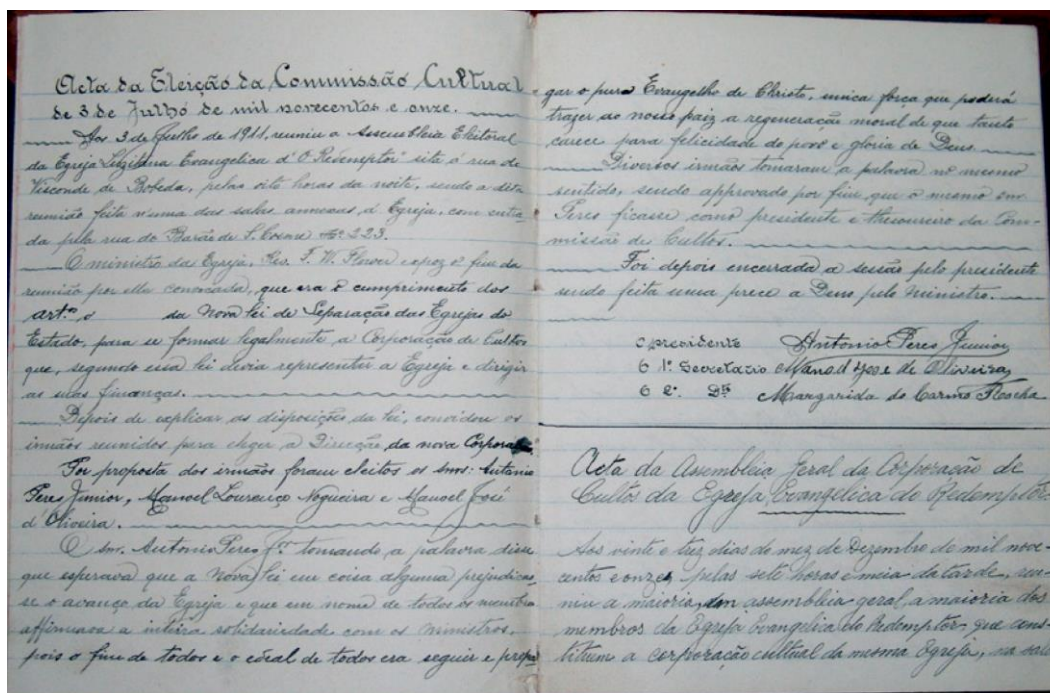 Acta da Eleição da Commissão Cultural
de 3 de Julho de mil novecentos e onze.
Aos 3 de Julho de 1911, reuniu a Assembleia Eleitoral
da Egreja Lusitana Evangelica d'"O Redemptor" sita á rua de
Visconde de Bobeda, pelas oito horas da noite, sendo a dita
reunião feita n'uma das salas annexas á Egreja, com entra
da pela rua do Barão de S. Cosme Nº 223.
O ministro da Egreja, Rev. F. W. Flower expoz o fim da
reunião por elle convocada, que era o cumprimento dos
art.os da nova lei de Separação das Egrejas do
Estado, para se formar legalmente a Corporação de Cultos
que, segundo essa lei devia representar a Egreja e dirigir
as suas finanças.
Depois de explicar as disposições da lei, convidou os
irmãos reunidos para eleger a Direcção da nova
Por proposta dos irmãos foram eleitos os snrs: Antonio
Peres Junior, Manoel Lourenço Nogueira e Manoel José
d'Oliveira.
O snr. Antonio Peres Jor tomando a palavra disse
que esperava que a nova lei em coisa alguma prejudicas
se o avanço da Egreja e que em nome de todos os membros
affirmava a inteira solidariedade com os ministros,
pois o fim de todos e o ideal de todos era seguir e propa
gar o puro Evangelho de Christo, unica força que poderá
trazer ao nosso paiz a regeneração moral de que tanto
carece para felicidade do povo e gloria de Deus.
Diversos irmãos tomaram a palavra no mesmo
sentido, sendo approvado por fim que o mesmo snr.
Peres ficasse como presidente e thesoureiro da Com-
missão de Cultos.
Foi depois encerrada a sessão pelo presidente
sendo feita uma prece a Deus pelo ministro.
O presidente Antonio Peres Junior
O 1º Secretario Manoel José de Oliveira
O 2º Dº Margarida do Carmo Rocha
Acta da Assembleia Geral da Corporação de
Cultos da Egreja Evangelica do Redemptor
Aos vinte e trez dias do mez de Dezembro de mil nove-
centos e onze, pelas sete horas e meia da tarde, reu-
niu a maioria, em assembleia geral, a maioria dos
membros da Egreja Evangelica do Redemptor, que cons-
tituem a corporação cultual da mesma Egreja, na sala